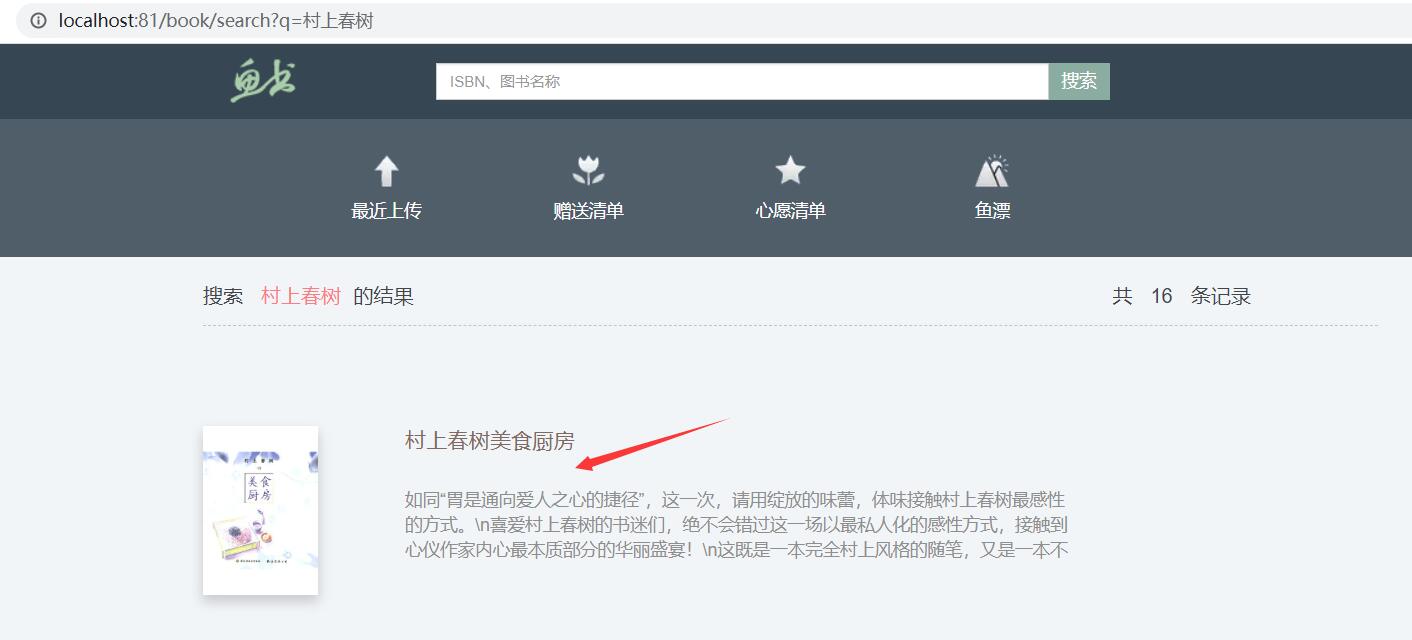 localhost:81/book/search?q=村上春树
鱼书
ISBN、图书名称
搜索
最近上传
赠送清单
心愿清单
鱼漂
搜索 村上春树 的结果
共 16 条记录
村上春树美食厨房
村上春树
的
美食
厨房
如同“胃是通向爱人之心的捷径”，这一次，请用绽放的味蕾，体味接触村上春树最感性
的方式。\n喜爱村上春树的书迷们，绝不会错过这一场以最私人化的感性方式，接触到
心仪作家内心最本质部分的华丽盛宴！\n这既是一本完全村上风格的随笔，又是一本不